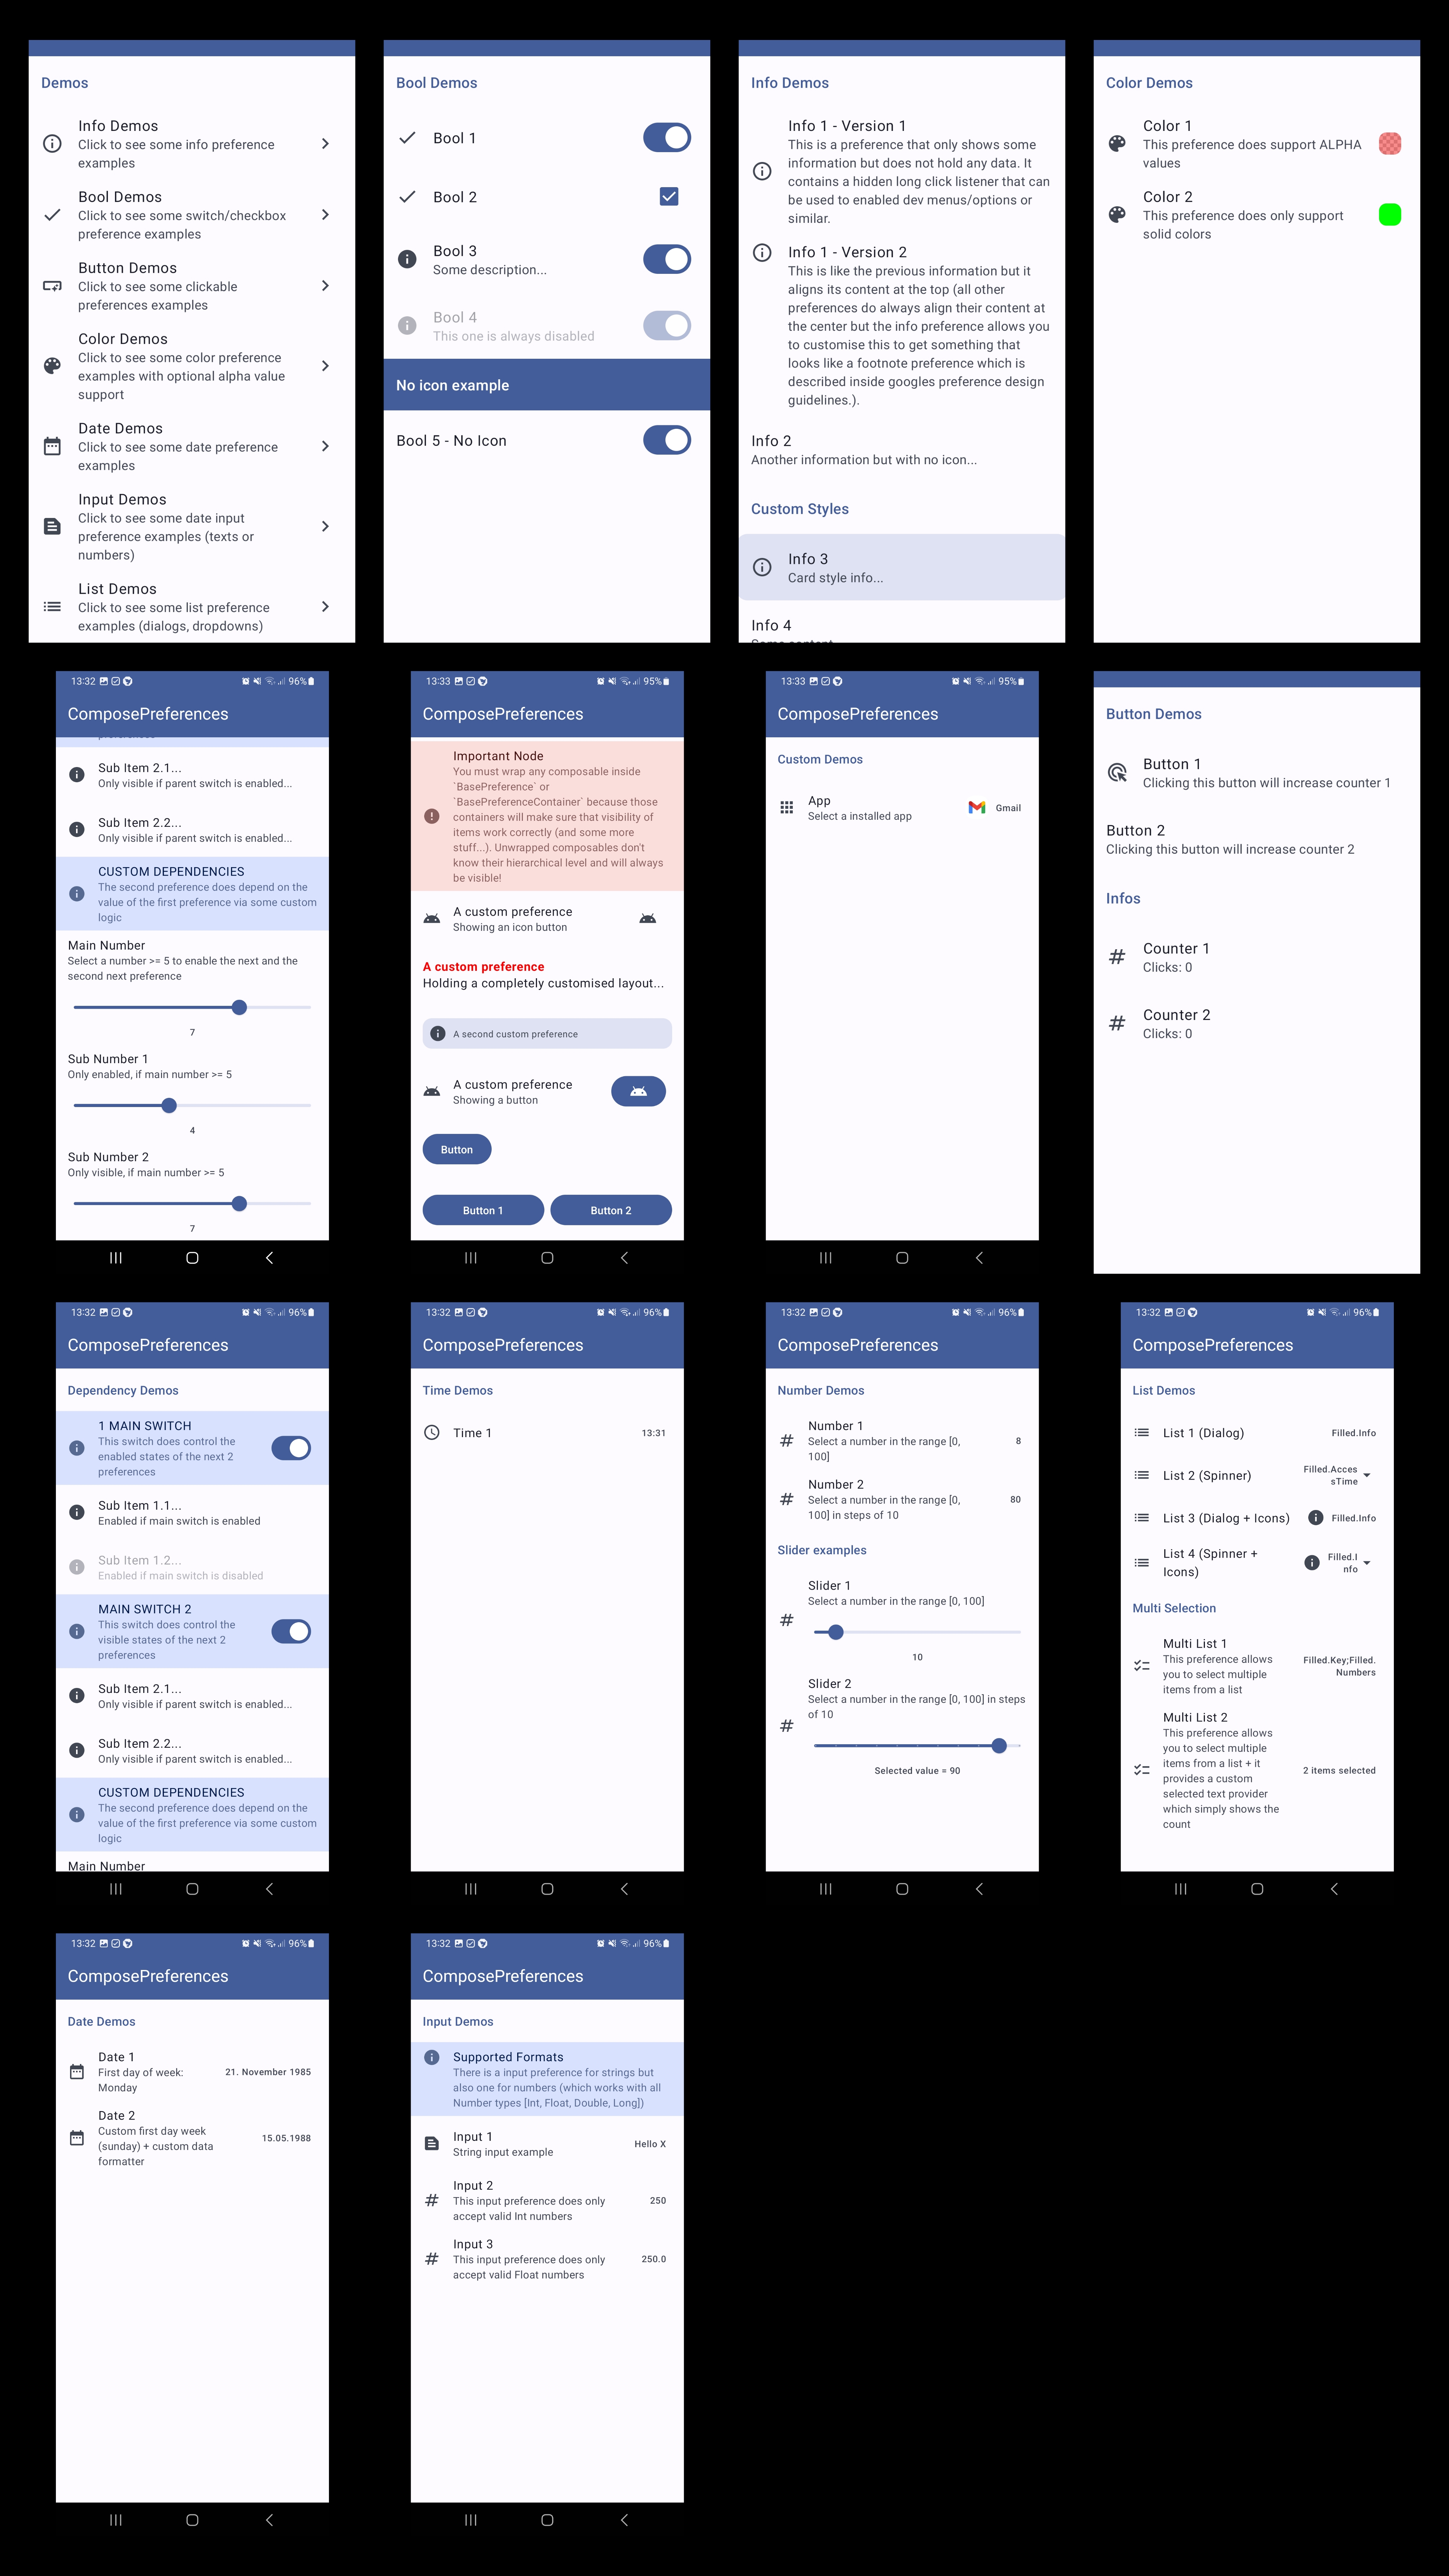 Demos
Info Demos
Click to see some info preference
examples
Bool Demos
Click to see some switch/checkbox
preference examples
Button Demos
Click to see some clickable
preferences examples
Color Demos
Click to see some color preference
examples with optional alpha value
support
Date Demos
Click to see some date preference
examples
Input Demos
Click to see some date input
preference examples (texts or
numbers)
List Demos
Click to see some list preference
examples (dialogs, dropdowns)
Bool Demos
Bool 1
Bool 2
Bool 3
Some description...
Bool 4
This one is always disabled
No icon example
Bool 5 - No Icon
Info Demos
Info 1 - Version 1
This is a preference that only shows some
information but does not hold any data. It
contains a hidden long click listener that can
be used to enabled dev menus/options or
similar.
Info 1 - Version 2
This is like the previous information but it
aligns its content at the top (all other
preferences do always align their content at
the center but the info preference allows you
to customise this to get something that
looks like a footnote preference which is
described inside googles preference design
guidelines.).
Info 2
Another information but with no icon...
Custom Styles
Info 3
Card style info...
Info 4
Color Demos
Color 1
This preference does support ALPHA
values
Color 2
This preference does only support
solid colors
13:32 96%
ComposePreferences
Sub Item 2.1...
Only visible if parent switch is enabled...
Sub Item 2.2...
Only visible if parent switch is enabled...
CUSTOM DEPENDENCIES
The second preference does depend on the
value of the first preference via some custom
logic
Main Number
Select a number >= 5 to enable the next and the
second next preference
7
Sub Number 1
Only enabled, if main number >= 5
4
Sub Number 2
Only visible, if main number >= 5
7
13:33 95%
ComposePreferences
Important Node
You must wrap any composable inside
`BasePreference` or
`BasePreferenceContainer` because those
containers will make sure that visibility of
items work correctly (and some more
stuff...). Unwrapped composables don't
know their hierarchical level and will always
be visible!
A custom preference
Showing an icon button
A custom preference
Holding a completely customised layout...
A second custom preference
A custom preference
Showing a button
Button
Button 1 Button 2
13:33 95%
ComposePreferences
Custom Demos
App
Select a installed app
Gmail
Button Demos
Button 1
Clicking this button will increase counter 1
Button 2
Clicking this button will increase counter 2
Infos
Counter 1
Clicks: 0
Counter 2
Clicks: 0
13:32 96%
ComposePreferences
Dependency Demos
1 MAIN SWITCH
This switch does control the
enabled states of the next 2
preferences
Sub Item 1.1...
Enabled if main switch is enabled
Sub Item 1.2...
Enabled if main switch is disabled
MAIN SWITCH 2
This switch does control the
visible states of the next 2
preferences
Sub Item 2.1...
Only visible if parent switch is enabled...
Sub Item 2.2...
Only visible if parent switch is enabled...
CUSTOM DEPENDENCIES
The second preference does depend on the
value of the first preference via some custom
logic
Main Number
13:32 96%
ComposePreferences
Time Demos
Time 1 13:31
13:32 96%
ComposePreferences
Number Demos
Number 1
Select a number in the range [0,
100]
8
Number 2
Select a number in the range [0,
100] in steps of 10
80
Slider examples
Slider 1
Select a number in the range [0, 100]
10
Slider 2
Select a number in the range [0, 100] in steps
of 10
Selected value = 90
13:32 96%
ComposePreferences
List Demos
List 1 (Dialog) Filled.Info
List 2 (Spinner)
Filled.Acces
sTime
List 3 (Dialog + Icons) Filled.Info
List 4 (Spinner +
Icons)
Filled.I
nfo
Multi Selection
Multi List 1
This preference allows
you to select multiple
items from a list
Filled.Key;Filled.
Numbers
Multi List 2
This preference allows
you to select multiple
items from a list + it
provides a custom
selected text provider
which simply shows the
count
2 items selected
13:32 96%
ComposePreferences
Date Demos
Date 1
First day of week:
Monday
21. November 1985
Date 2
Custom first day week
(sunday) + custom data
formatter
15.05.1988
13:32 96%
ComposePreferences
Input Demos
Supported Formats
There is a input preference for strings but
also one for numbers (which works with all
Number types [Int, Float, Double, Long])
Input 1
String input example
Hello X
Input 2
This input preference does only
accept valid Int numbers
250
Input 3
This input preference does only
accept valid Float numbers
250.0